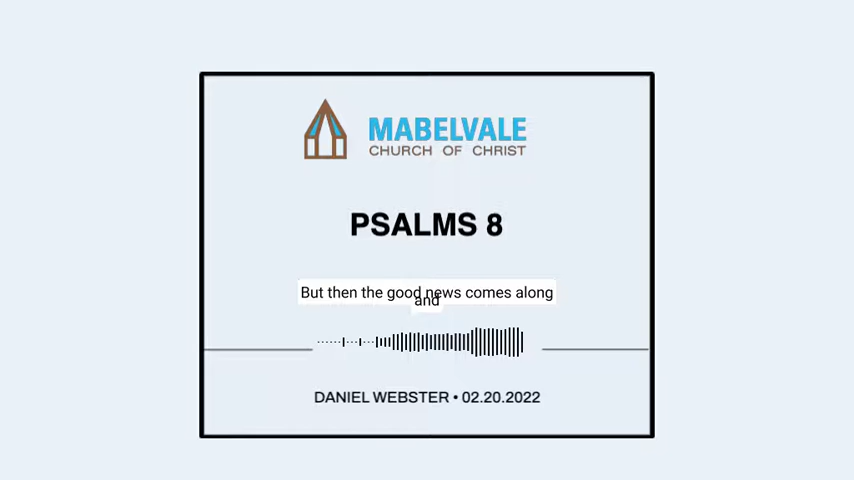 MABELVALE
CHURCH OF CHRIST
PSALMS 8
But then the good news comes along
and
DANIEL WEBSTER • 02.20.2022